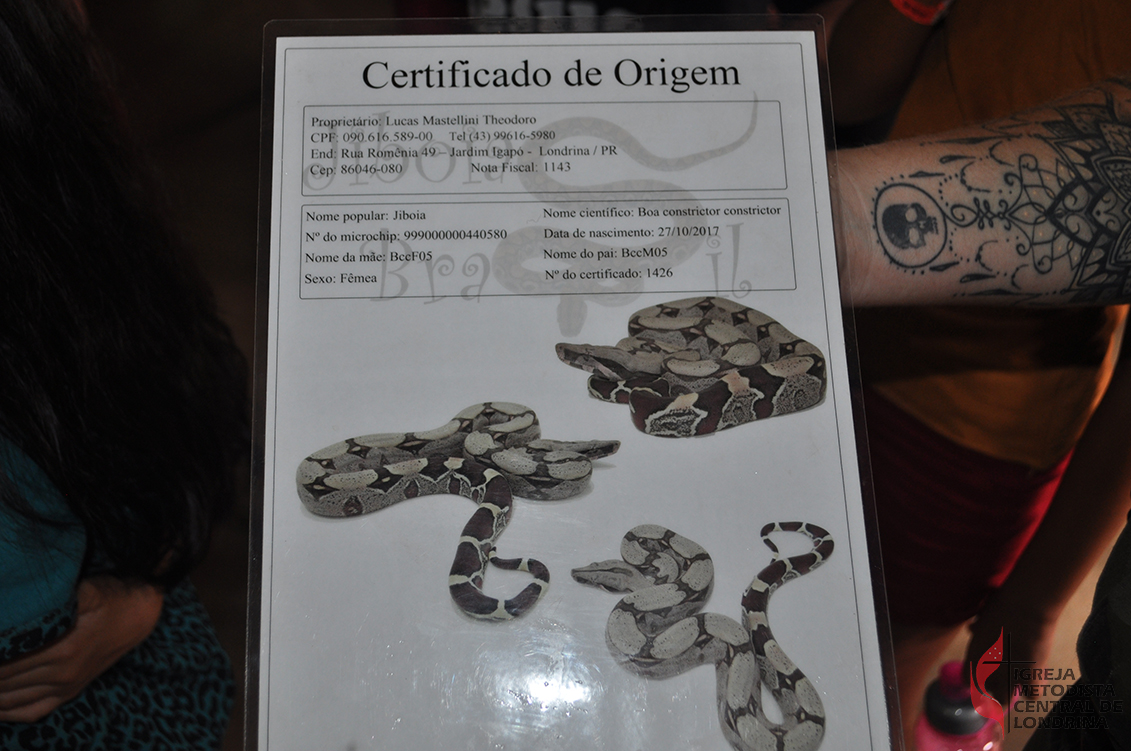 Certificado de Origem
Proprietário: Lucas Mastellini Theodoro
CPF: 090.616.589-00 Tel (43) 99616-5980
End: Rua Romênia 49 – Jardim Igapó - Londrina / PR
Cep: 86046-080 Nota Fiscal: 1143
Jiboia
Nome popular: Jiboia Nome científico: Boa constrictor constrictor
Nº do microchip: 999000000440580 Data de nascimento: 27/10/2017
Nome da mãe: BccF05 Nome do pai: BccM05
Sexo: Fêmea Nº do certificado: 1426
Brasil
IGREJA
METODISTA
CENTRAL DE
LONDRINA